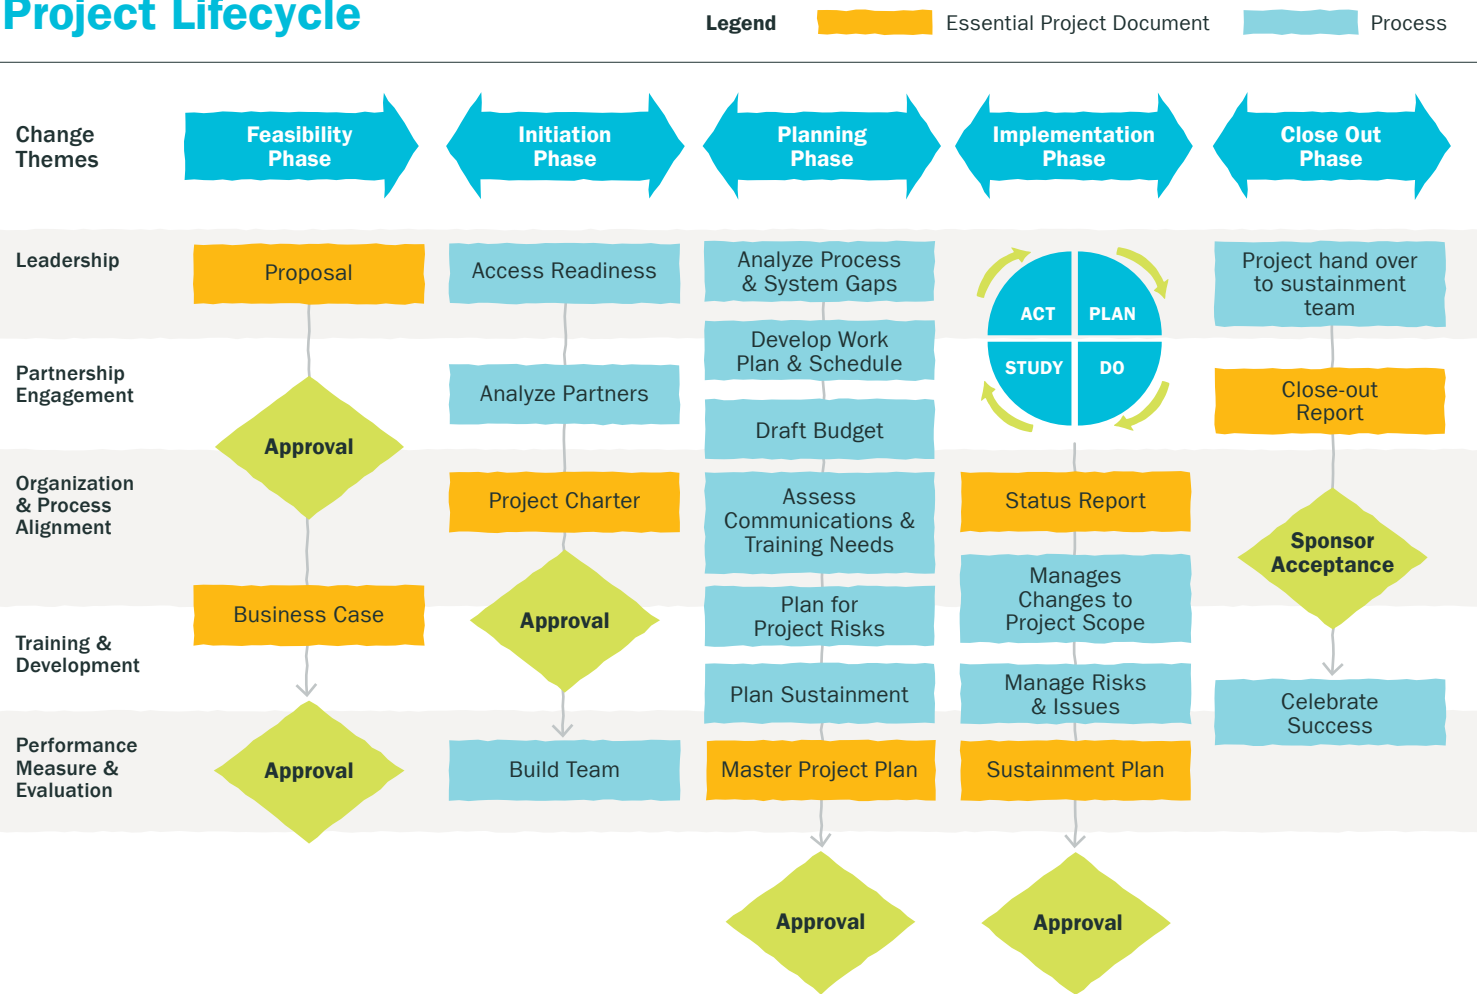 Project Lifecycle
Legend
Essential Project Document
Process
Change
Themes
Feasibility
Phase
Initiation
Phase
Planning
Phase
Implementation
Phase
Close Out
Phase
Leadership
Partnership
Engagement
Organization
& Process
Alignment
Training &
Development
Performance
Measure &
Evaluation
Proposal
Approval
Business Case
Approval
Access Readiness
Analyze Partners
Project Charter
Approval
Build Team
Analyze Process
& System Gaps
Develop Work
Plan & Schedule
Draft Budget
Assess
Communications &
Training Needs
Plan for
Project Risks
Plan Sustainment
Master Project Plan
Approval
ACT
PLAN
STUDY
DO
Status Report
Manages
Changes to
Project Scope
Manage Risks
& Issues
Sustainment Plan
Approval
Project hand over
to sustainment
team
Close-out
Report
Sponsor
Acceptance
Celebrate
Success